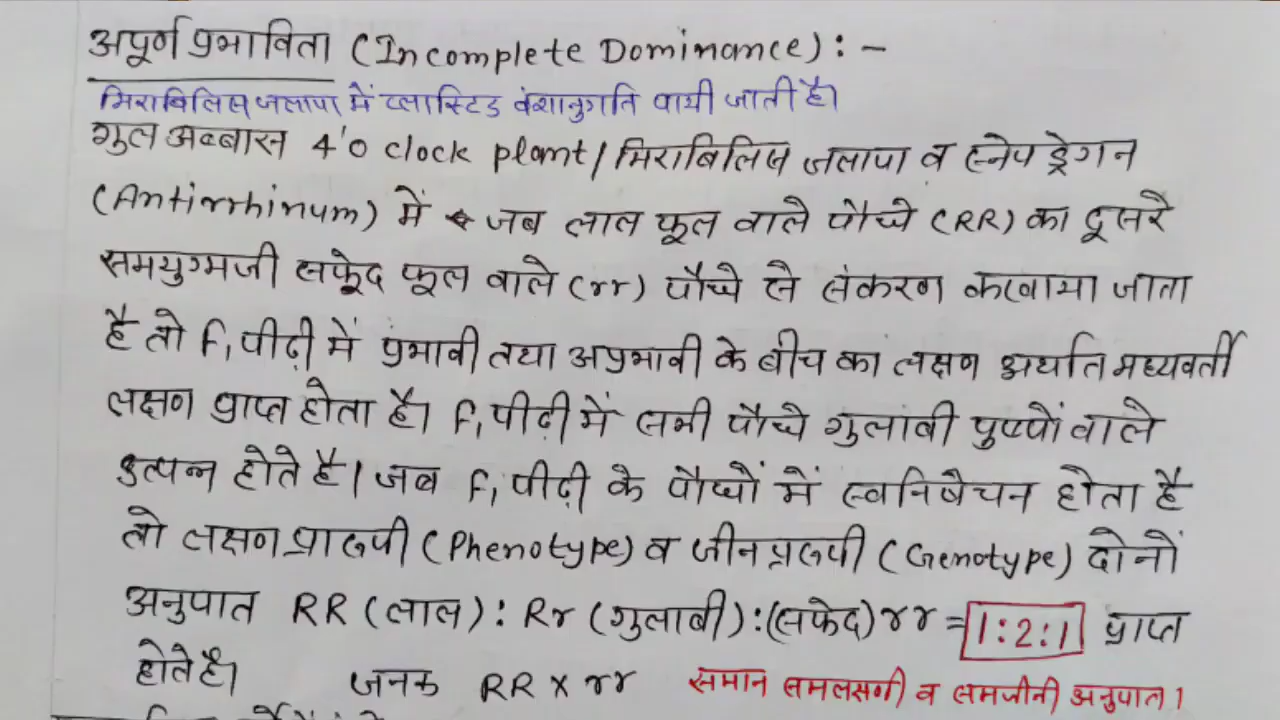 अपूर्ण प्रभाविता (Incomplete Dominance) : -
मिराबिलिस जलापा में प्लास्टिड वंशानुगति पायी जाती है।
गुल अब्बास 4'o clock plant / मिराबिलिस जलापा व स्नेप ड्रेगन
(Antirrhinum) में जब लाल फूल वाले पौधे (RR) का दूसरे
समयुग्मजी सफेद फूल वाले (rr) पौधे से संकरण करवाया जाता
है तो F₁ पीढ़ी में प्रभावी तथा अप्रभावी के बीच का लक्षण अर्थात मध्यवर्ती
लक्षण प्राप्त होता है। F₁ पीढ़ी में सभी पौधे गुलाबी पुष्पों वाले
उत्पन्न होते है। जब F₁ पीढ़ी के पौधों में स्वनिषेचन होता है
तो लक्षण प्रारूपी (Phenotype) व जीन प्ररूपी (Genotype) दोनों
अनुपात RR (लाल) : Rr (गुलाबी) : (सफेद) rr = 1 : 2 : 1 प्राप्त
होते है। जनक RR × rr समान समलक्षणी व समजीनी अनुपात।